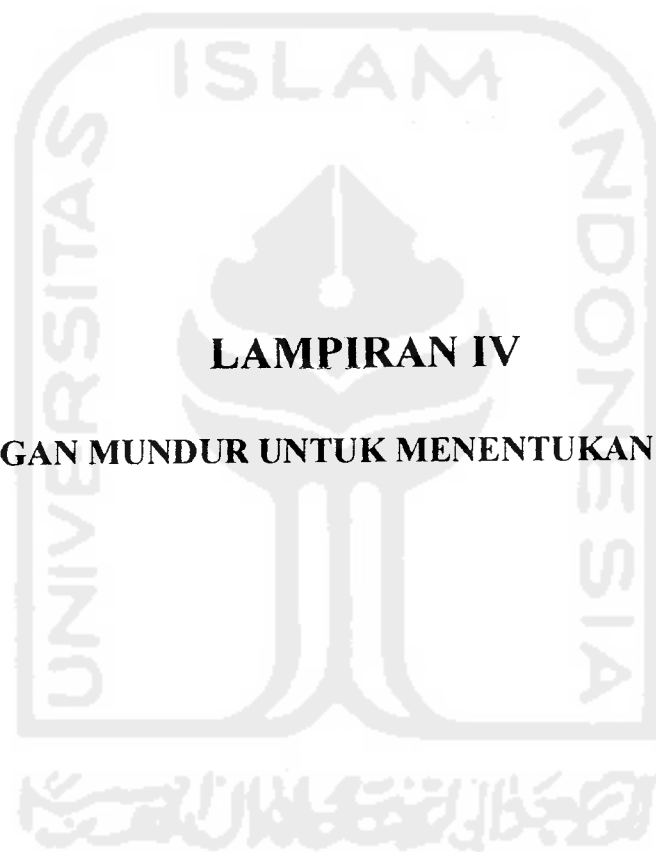 ISLAM
UNIVERSITAS
INDONESIA
LAMPIRAN IV
GAN MUNDUR UNTUK MENENTUKAN